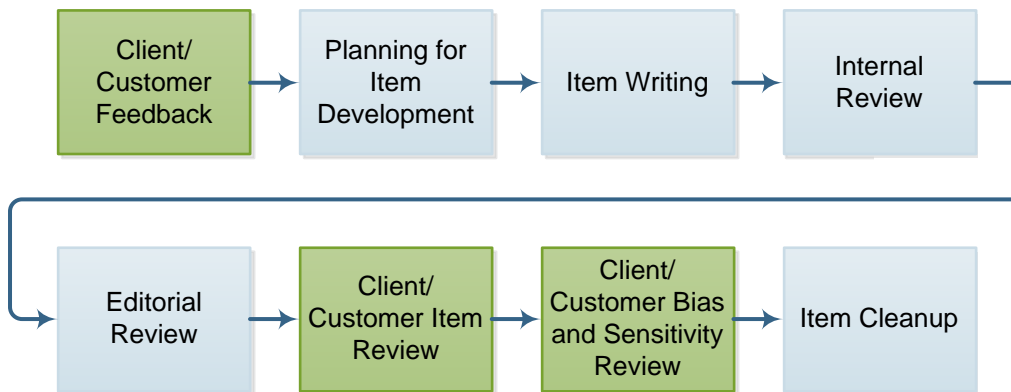 Client/
Customer
Feedback
Planning for
Item
Development
Item Writing
Internal
Review
Editorial
Review
Client/
Customer Item
Review
Client/
Customer Bias
and Sensitivity
Review
Item Cleanup